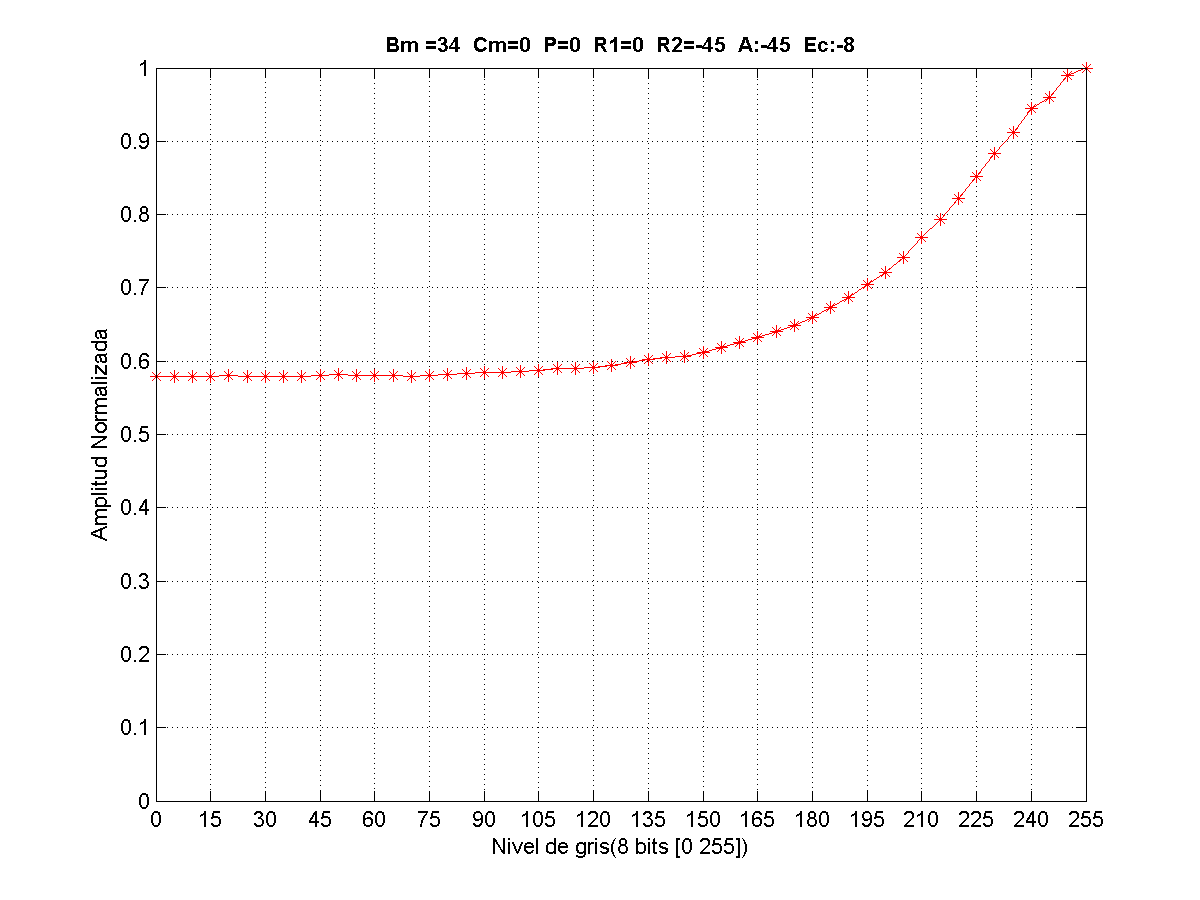 Bm =34 Cm=0 P=0 R1=0 R2=-45 A:-45 Ec:-8
1
0.9
0.8
0.7
0.6
0.5
0.4
0.3
0.2
0.1
0
Amplitud Normalizada
0 15 30 45 60 75 90 105 120 135 150 165 180 195 210 225 240 255
Nivel de gris(8 bits [0 255])